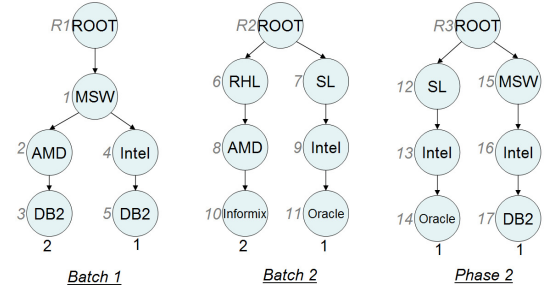 R1 ROOT R2 ROOT R3 ROOT
1 MSW 6 RHL 7 SL 12 SL 15 MSW
2 AMD 4 Intel 8 AMD 9 Intel 13 Intel 16 Intel
3 DB2 5 DB2 10 Informix 11 Oracle 14 Oracle 17 DB2
2 1 2 1 1 1
Batch 1 Batch 2 Phase 2